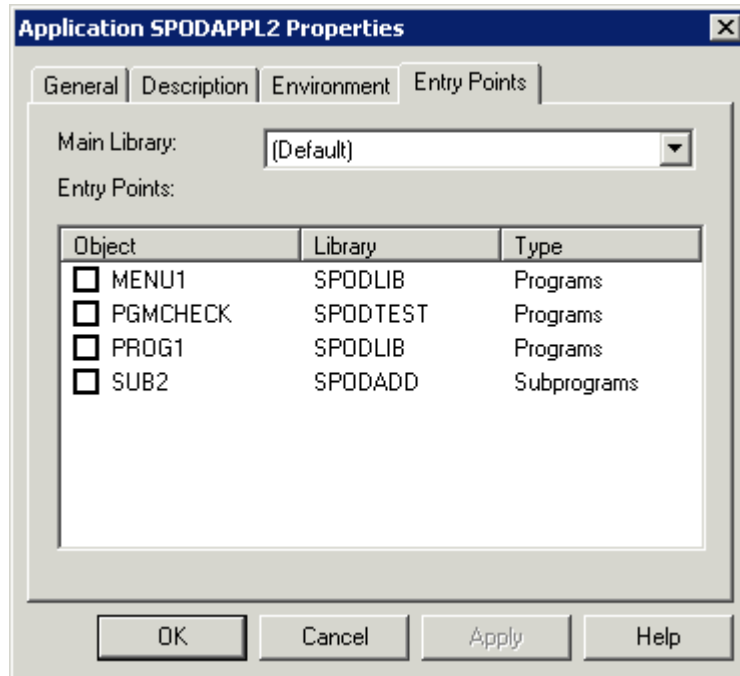 Application SPODAPPL2 Properties
General Description Environment Entry Points
Main Library: (Default)
Entry Points:
Object Library Type
MENU1 SPODLIB Programs
PGMCHECK SPODTEST Programs
PROG1 SPODLIB Programs
SUB2 SPODADD Subprograms
OK Cancel Apply Help